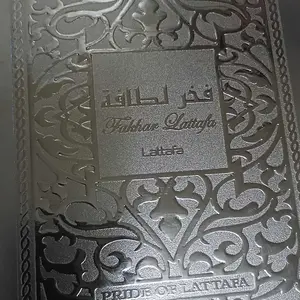 فخر لطافة
Fakhar Lattafa
Lattafa
PRIDE OF LATTAFA